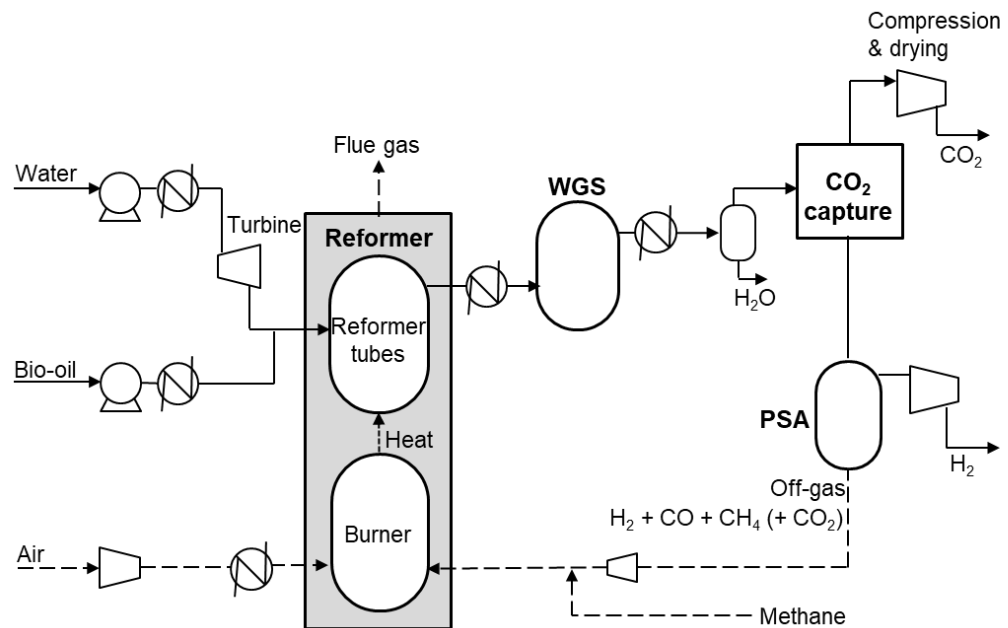 Compression
& drying
CO₂
Flue gas
Water
WGS
CO₂
capture
Turbine
Reformer
H₂O
Reformer
tubes
Bio-oil
PSA
Heat
H₂
Off-gas
H₂ + CO + CH₄ (+ CO₂)
Burner
Air
Methane